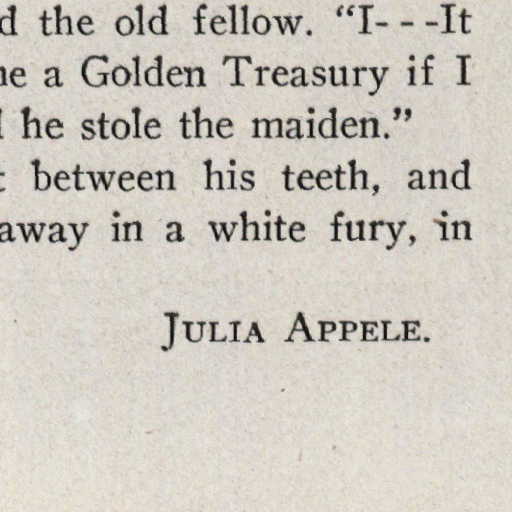 d the old fellow. “I- - -It
ne a Golden Treasury if I
he stole the maiden.”
between his teeth, and
away in a white fury, in
JULIA APPELE.